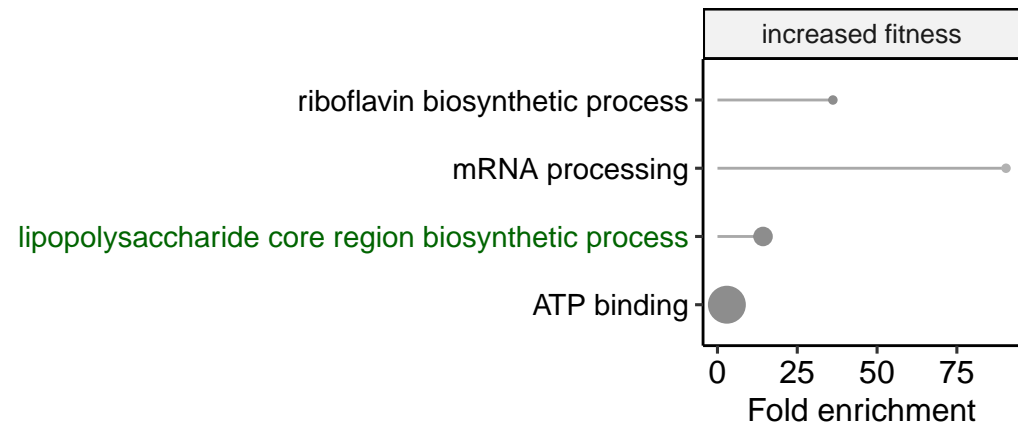 increased fitness
riboflavin biosynthetic process
mRNA processing
lipopolysaccharide core region biosynthetic process
ATP binding
0 25 50 75
Fold enrichment